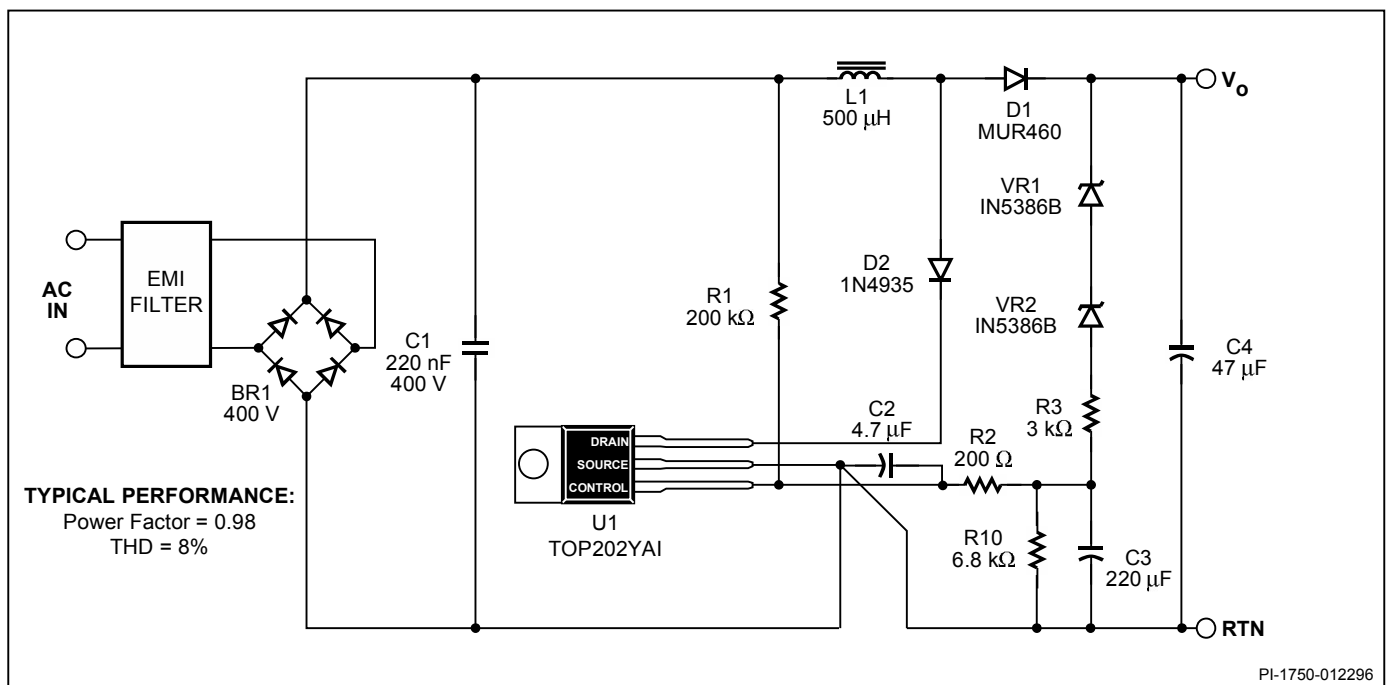 L1
500 µH
D1
MUR460
Vo
VR1
IN5386B
EMI
FILTER
AC
IN
D2
1N4935
R1
200 kΩ
VR2
IN5386B
C1
220 nF
400 V
C4
47 µF
BR1
400 V
C2
4.7 µF
R3
3 kΩ
DRAIN
SOURCE
CONTROL
R2
200 Ω
TYPICAL PERFORMANCE:
Power Factor = 0.98
THD = 8%
U1
TOP202YAI
R10
6.8 kΩ
C3
220 µF
RTN
PI-1750-012296